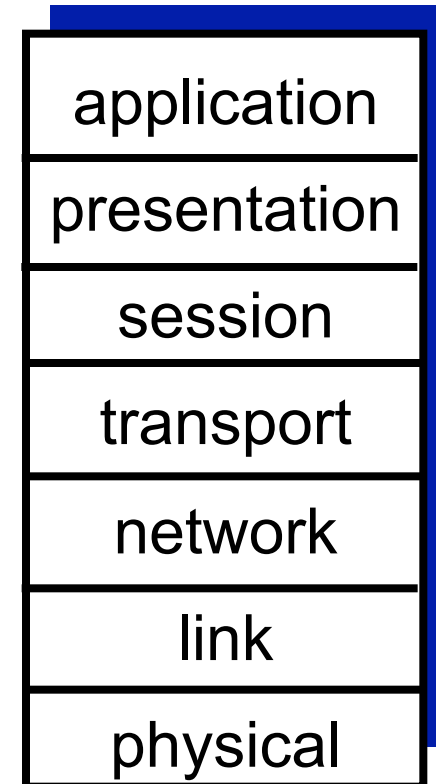 application
presentation
session
transport
network
link
physical